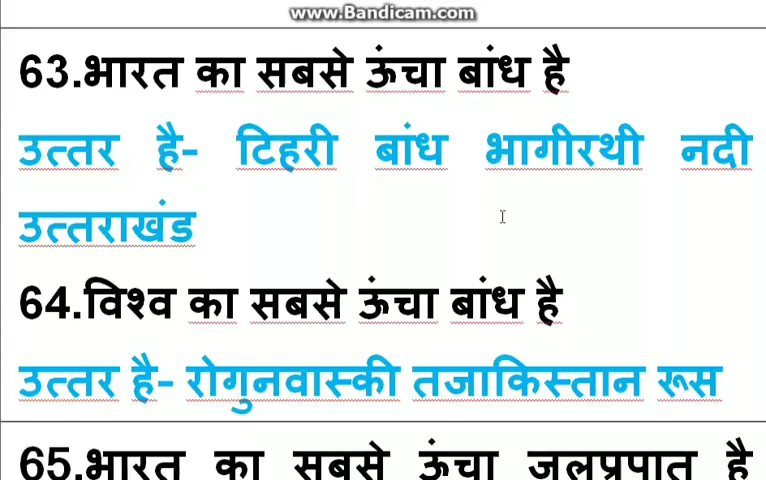 www.Bandicam.com
63.भारत का सबसे ऊंचा बांध है
उत्तर है- टिहरी बांध भागीरथी नदी
उत्तराखंड
64.विश्व का सबसे ऊंचा बांध है
उत्तर है- रोगुनवास्की तजाकिस्तान रूस
65.भारत का सबसे ऊंचा जलप्रपात है